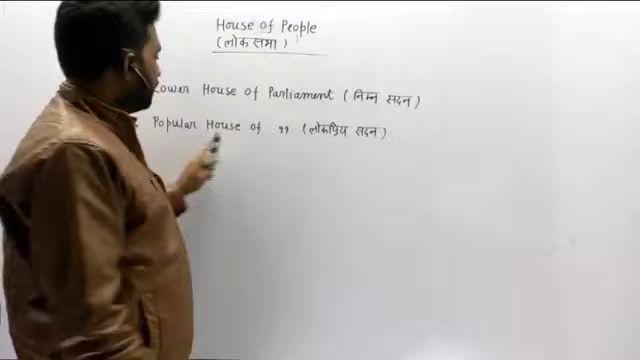 House of People
(लोक सभा)
Lower House of Parliament (निम्न सदन)
Popular House of ,, (लोकप्रिय सदन)